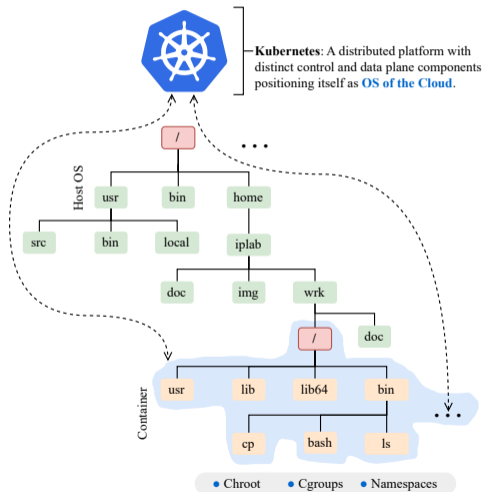 Kubernetes: A distributed platform with
distinct control and data plane components
positioning itself as OS of the Cloud.
/
• • •
Host OS
usr
bin
home
src
bin
local
iplab
doc
img
wrk
/
doc
Container
usr
lib
lib64
bin
• • •
cp
bash
ls
• Chroot • Cgroups • Namespaces